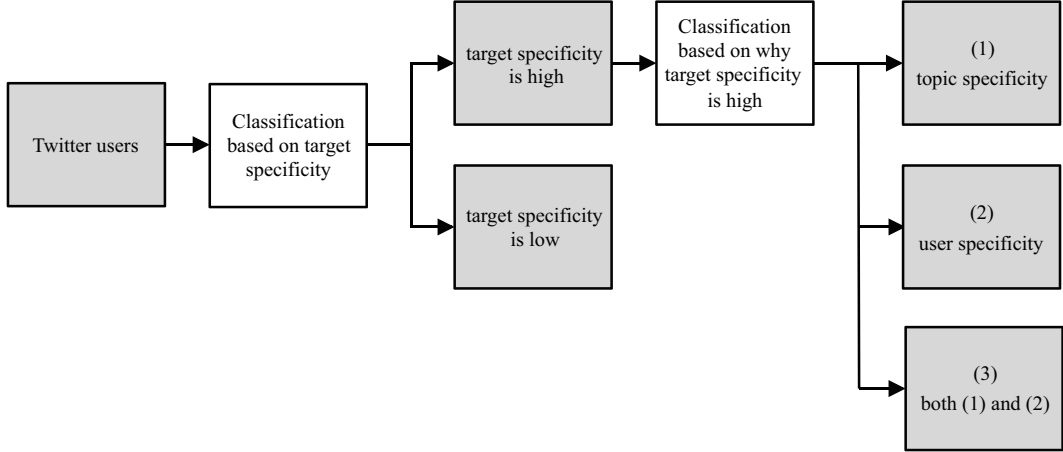 Twitter users
Classification
based on target
specificity
target specificity
is high
target specificity
is low
Classification
based on why
target specificity
is high
(1)
topic specificity
(2)
user specificity
(3)
both (1) and (2)